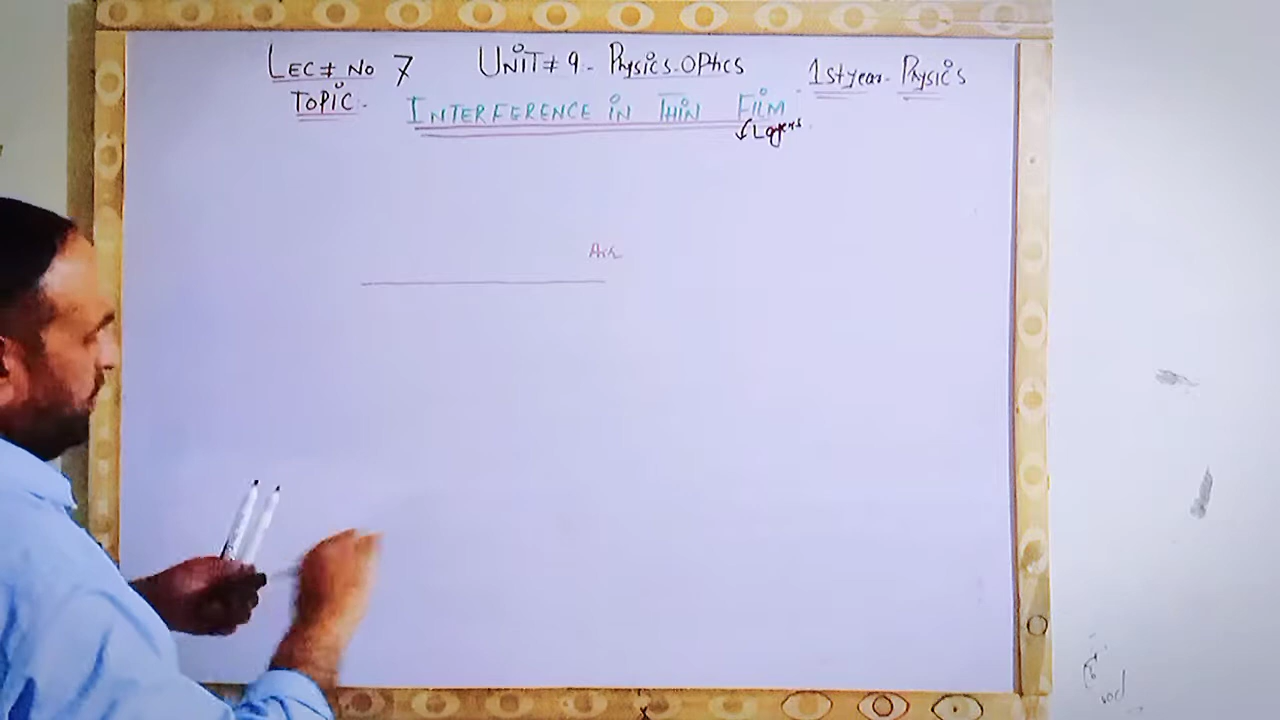 LEC # NO 7 UNIT # 9 - PHYSICS. OPTICS 1st year - PHYSICS
TOPIC - INTERFERENCE IN THIN FILM
↓ Layers
Air